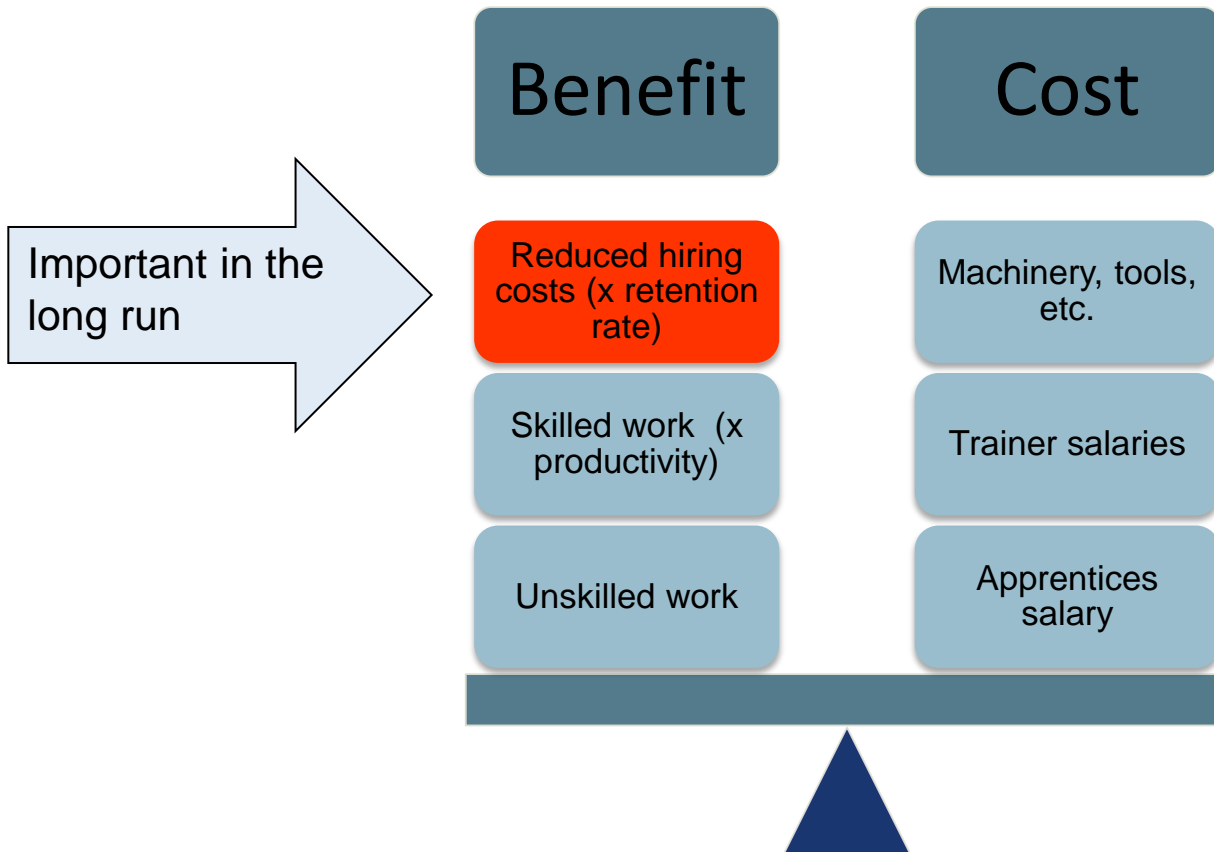 Benefit
Cost
Important in the
long run
Reduced hiring
costs (x retention
rate)
Machinery, tools,
etc.
Skilled work (x
productivity)
Trainer salaries
Unskilled work
Apprentices
salary